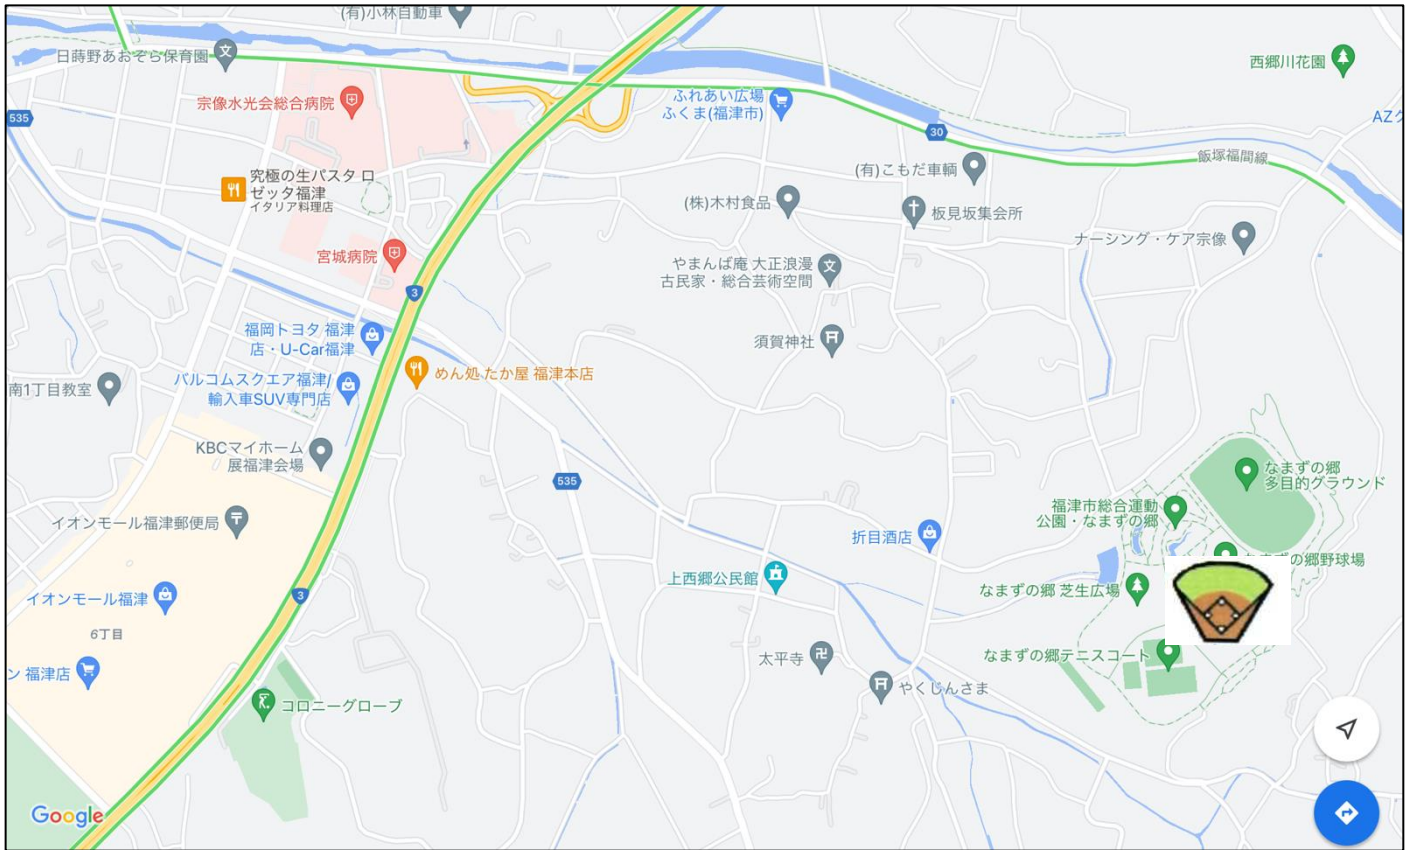 (有)小林自動車
日蒔野あおぞら保育園
西郷川花園
宗像水光会総合病院
ふれあい広場
ふくま(福津市)
AZク
535
30
飯塚福間線
(有)こもだ車輌
究極の生パスタ ロ
ゼッタ福津
イタリア料理店
(株)木村食品
板見坂集会所
ナーシング・ケア宗像
宮城病院
やまんば庵 大正浪漫
古民家・総合芸術空間
3
福岡トヨタ 福津
店・U-Car福津
須賀神社
めん処 たか屋 福津本店
南1丁目教室
バルコムスクエア福津/
輸入車SUV専門店
KBCマイホーム
展福津会場
535
なまずの郷
多目的グラウンド
イオンモール福津郵便局
福津市総合運動
公園・なまずの郷
折目酒店
なまずの郷野球場
上西郷公民館
なまずの郷 芝生広場
イオンモール福津
3
6丁目
太平寺
なまずの郷テニスコート
ン 福津店
やくじんさま
コロニーグローブ
Google